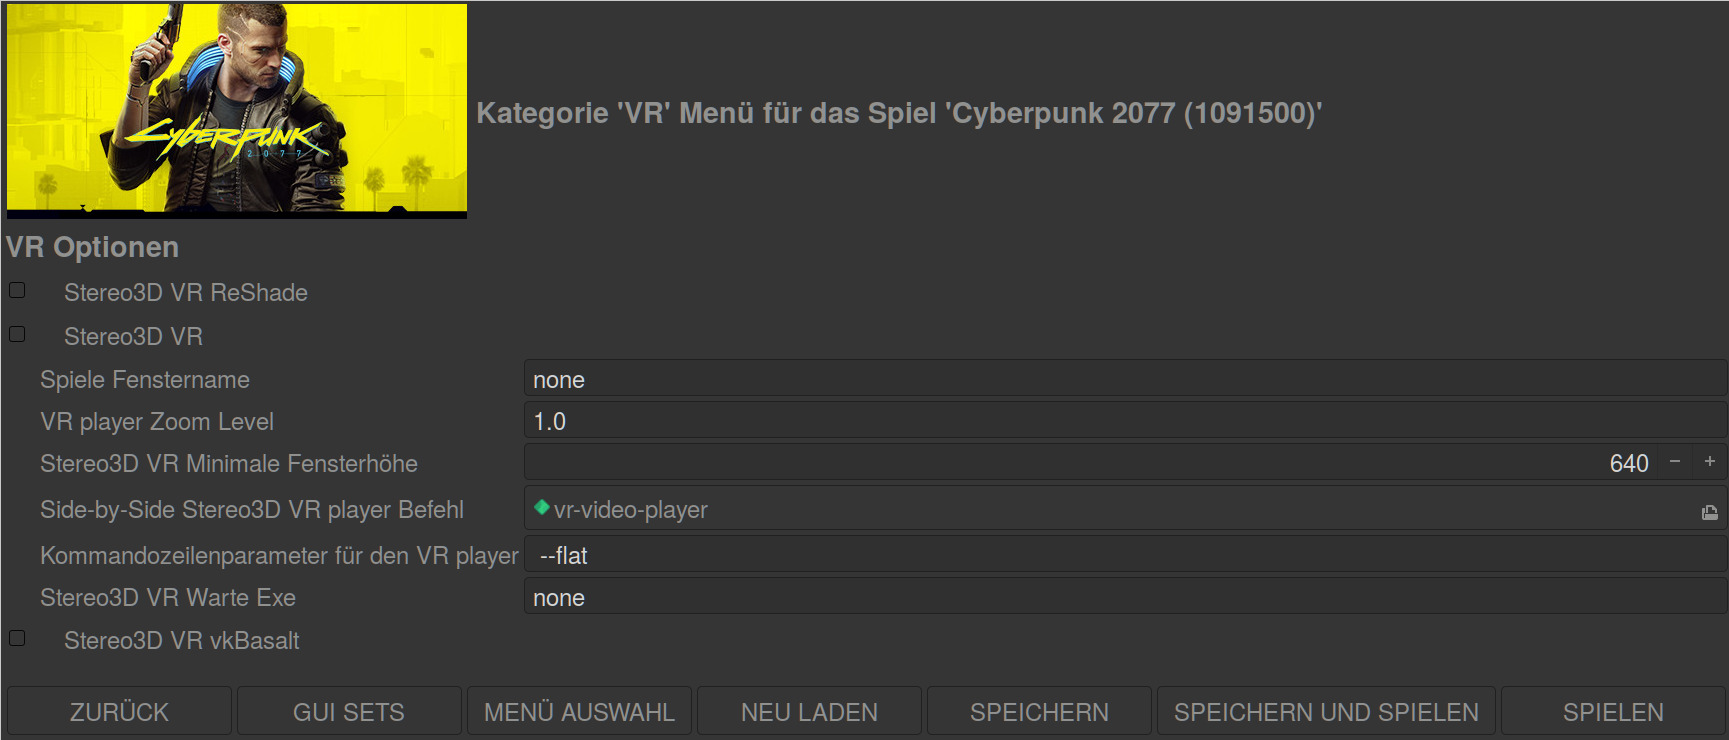 Cyberpunk
2077
Kategorie 'VR' Menü für das Spiel 'Cyberpunk 2077 (1091500)'
VR Optionen
Stereo3D VR ReShade
Stereo3D VR
Spiele Fenstername none
VR player Zoom Level 1.0
Stereo3D VR Minimale Fensterhöhe 640 − +
Side-by-Side Stereo3D VR player Befehl vr-video-player
Kommandozeilenparameter für den VR player --flat
Stereo3D VR Warte Exe none
Stereo3D VR vkBasalt
ZURÜCK GUI SETS MENÜ AUSWAHL NEU LADEN SPEICHERN SPEICHERN UND SPIELEN SPIELEN